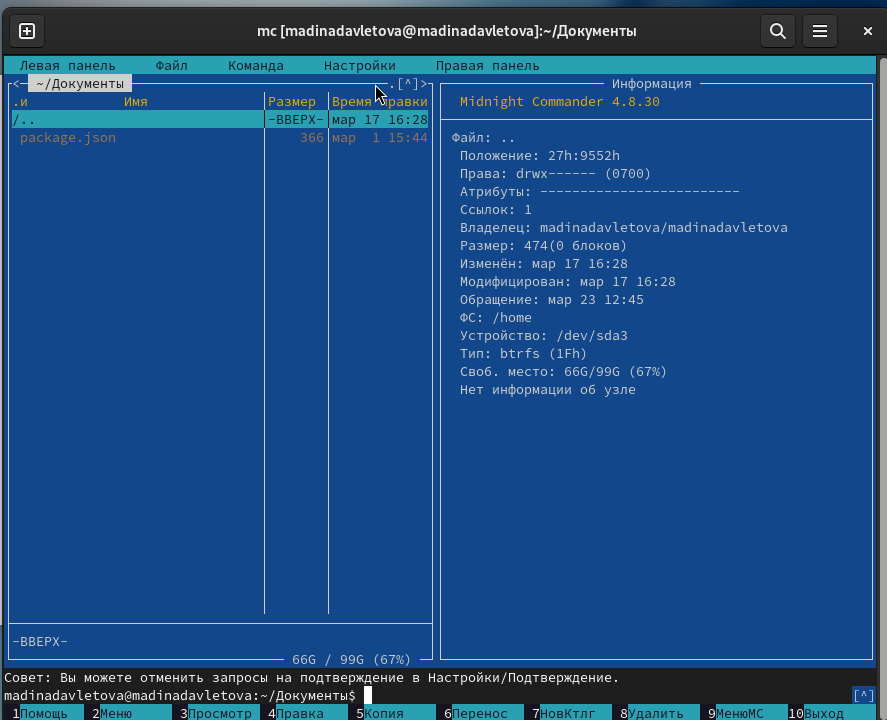 mc [madinadavletova@madinadavletova]:~/Документы
Левая панель Файл Команда Настройки Правая панель
<─ ~/Документы .[^]>
.и Имя Размер Время правки
/.. -ВВЕРХ- мар 17 16:28
package.json 366 мар 1 15:44
-ВВЕРХ-
66G / 99G (67%)
Информация
Midnight Commander 4.8.30
Файл: ..
Положение: 27h:9552h
Права: drwx------ (0700)
Атрибуты: -------------------------
Ссылок: 1
Владелец: madinadavletova/madinadavletova
Размер: 474(0 блоков)
Изменён: мар 17 16:28
Модифицирован: мар 17 16:28
Обращение: мар 23 12:45
ФС: /home
Устройство: /dev/sda3
Тип: btrfs (1Fh)
Своб. место: 66G/99G (67%)
Нет информации об узле
Совет: Вы можете отменить запросы на подтверждение в Настройки/Подтверждение.
madinadavletova@madinadavletova:~/Документы$ [^]
1Помощь 2Меню 3Просмотр 4Правка 5Копия 6Перенос 7НовКтлг 8Удалить 9МенюМС 10Выход